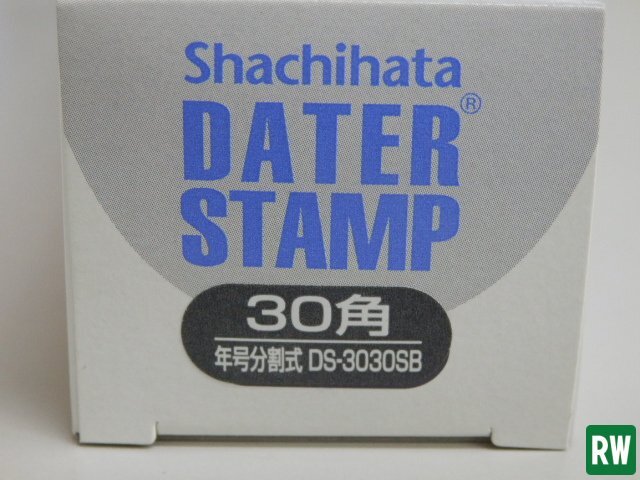 Shachihata
DATER®
STAMP
30角
年号分割式 DS-3030SB
RW